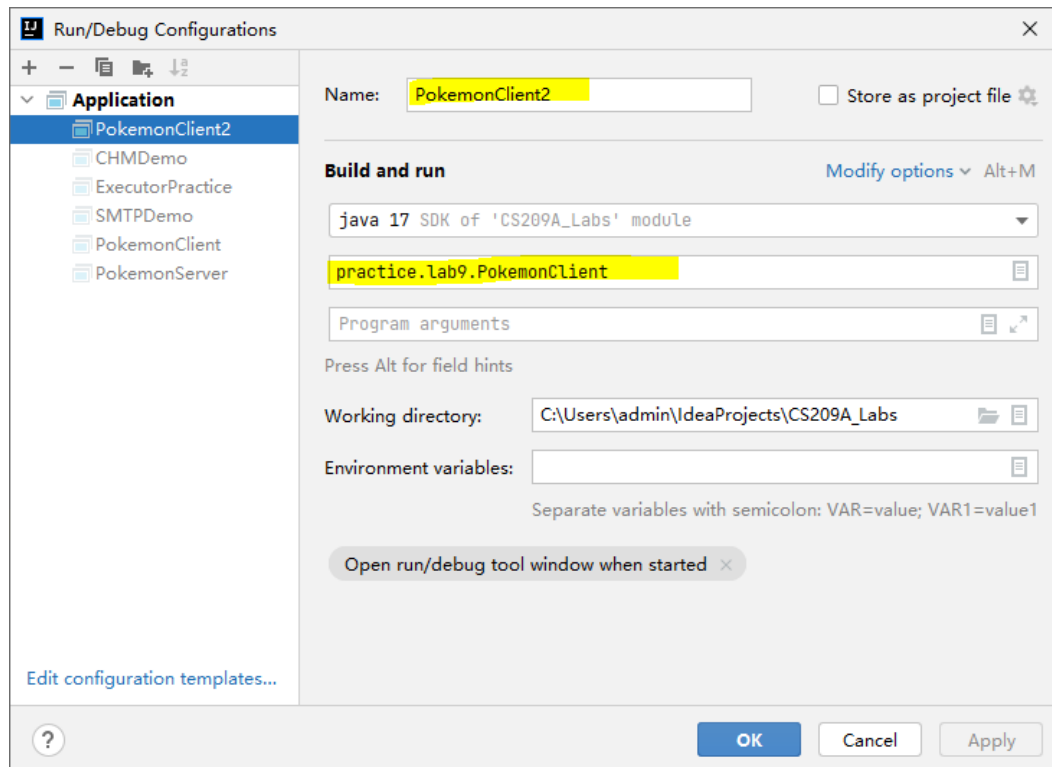 IJ Run/Debug Configurations
Application
PokemonClient2
CHMDemo
ExecutorPractice
SMTPDemo
PokemonClient
PokemonServer
Edit configuration templates...
Name: PokemonClient2 Store as project file
Build and run Modify options Alt+M
java 17 SDK of 'CS209A_Labs' module
practice.lab9.PokemonClient
Program arguments
Press Alt for field hints
Working directory: C:\Users\admin\IdeaProjects\CS209A_Labs
Environment variables:
Separate variables with semicolon: VAR=value; VAR1=value1
Open run/debug tool window when started ×
? OK Cancel Apply